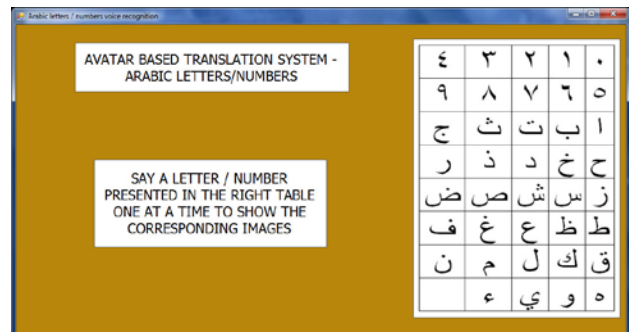 Arabic letters / numbers voice recognition
AVATAR BASED TRANSLATION SYSTEM -
ARABIC LETTERS/NUMBERS
SAY A LETTER / NUMBER
PRESENTED IN THE RIGHT TABLE
ONE AT A TIME TO SHOW THE
CORRESPONDING IMAGES
٠ ١ ٢ ٣ ٤
٥ ٦ ٧ ٨ ٩
ا ب ت ث ج
ح خ د ذ ر
ز س ش ص ض
ط ظ ع غ ف
ق ك ل م ن
ه و ي ء